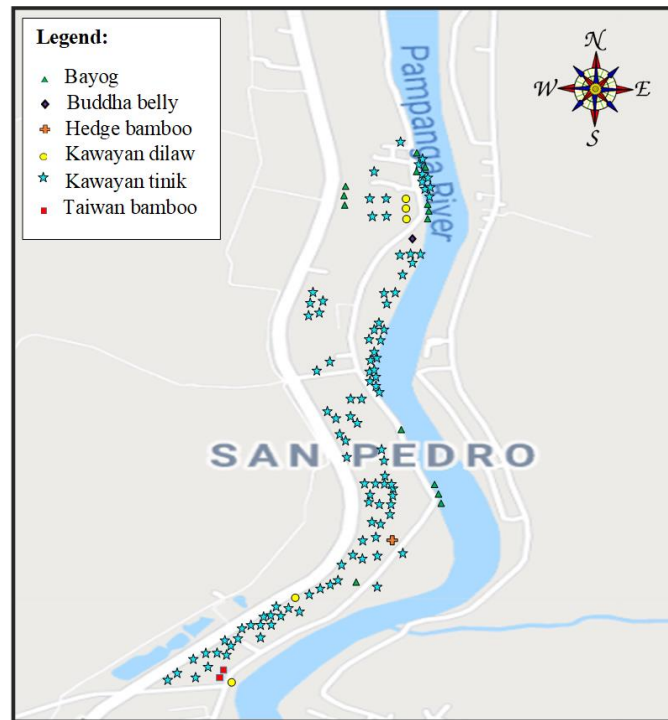 Legend:
Bayog
Buddha belly
Hedge bamboo
Kawayan dilaw
Kawayan tinik
Taiwan bamboo
Pampanga River
N
W E
S
SAN PEDRO